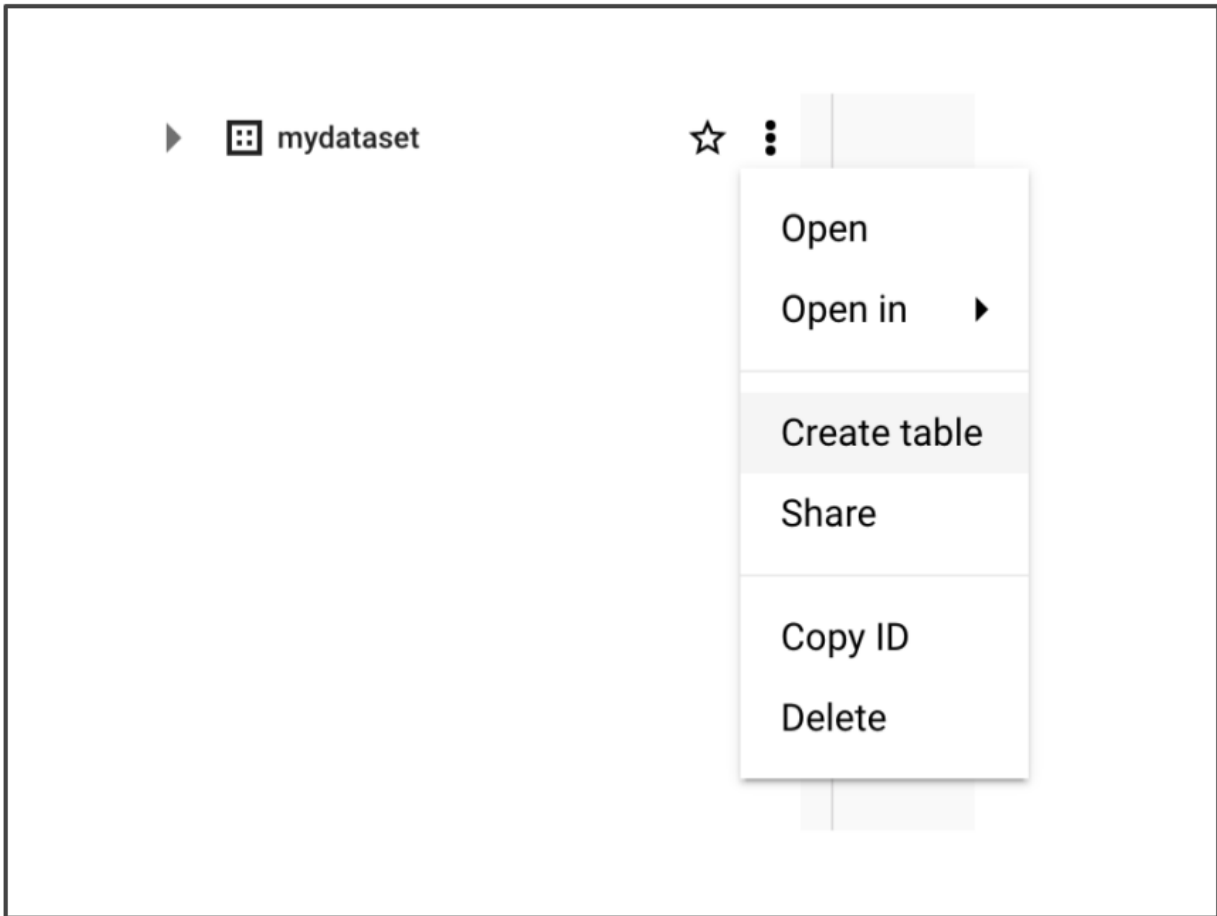 mydataset
Open
Open in
Create table
Share
Copy ID
Delete